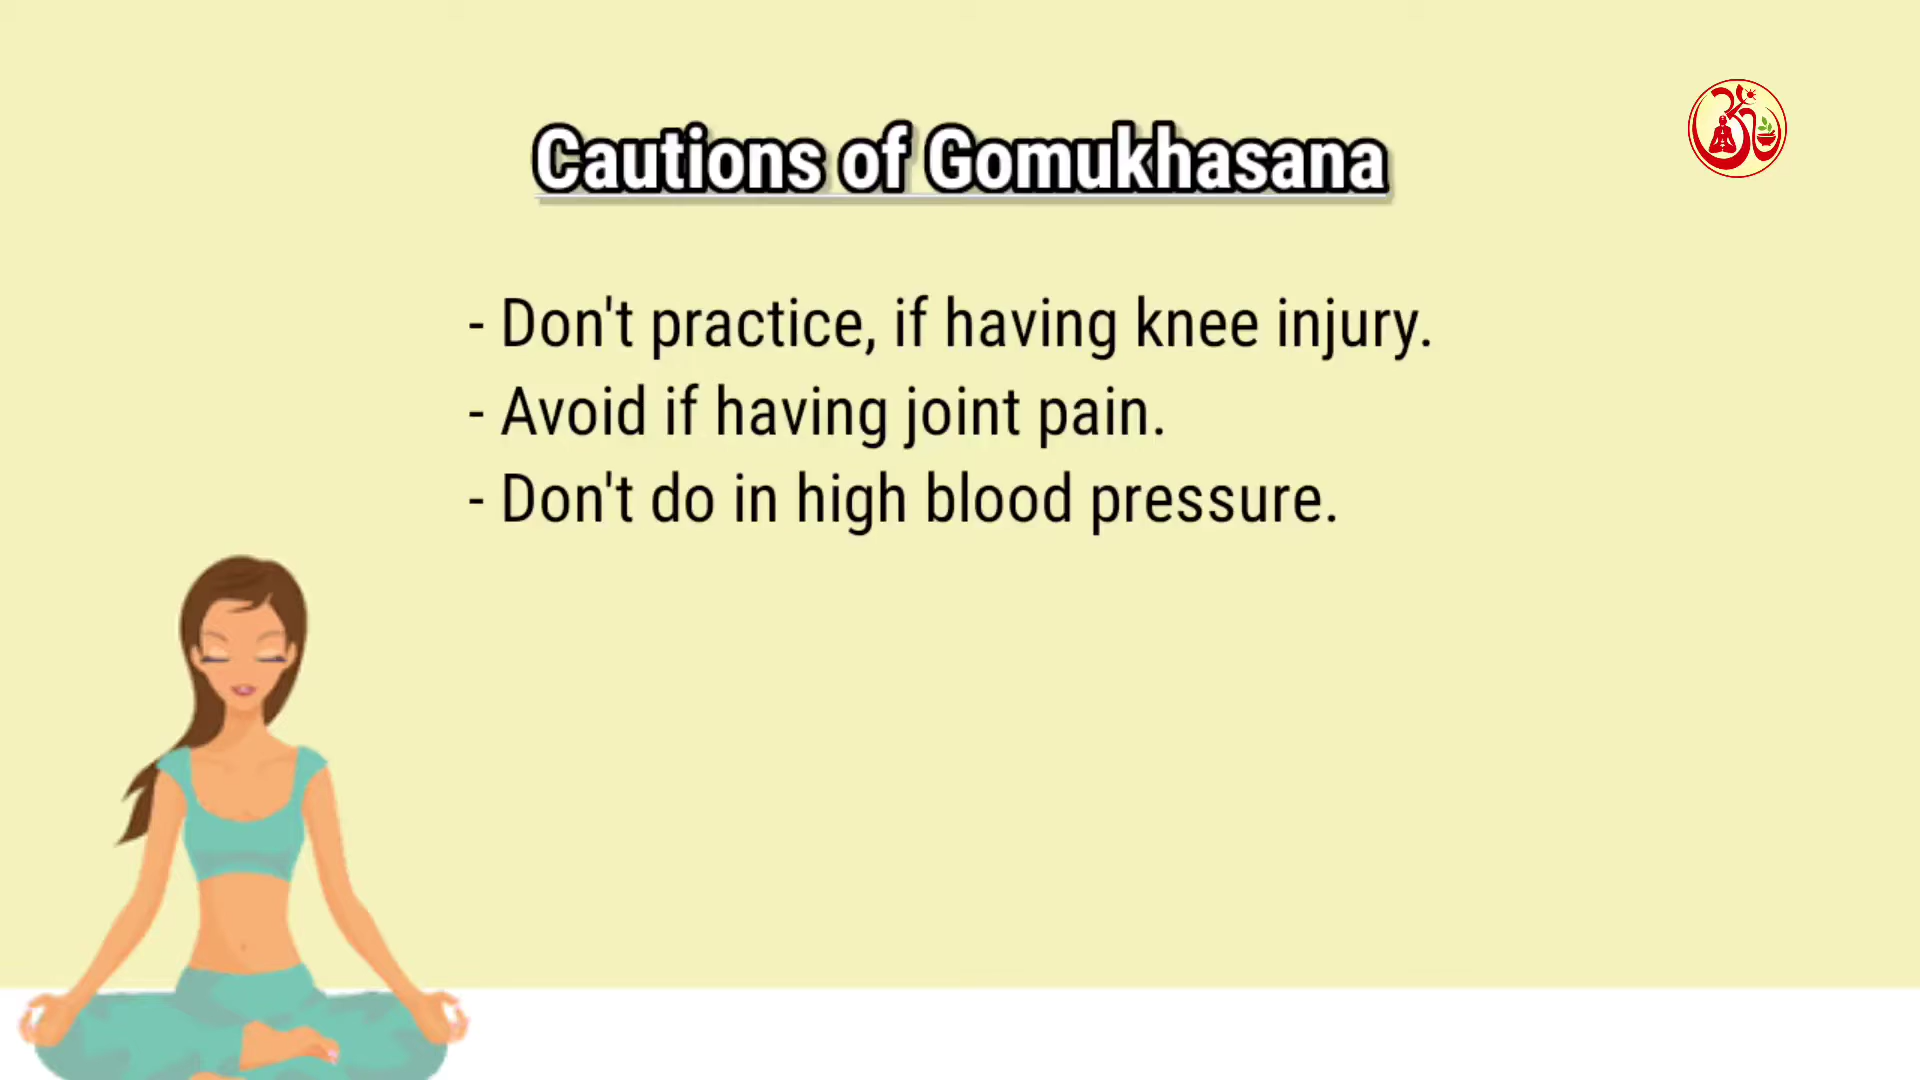 Cautions of Gomukhasana
- Don't practice, if having knee injury.
- Avoid if having joint pain.
- Don't do in high blood pressure.